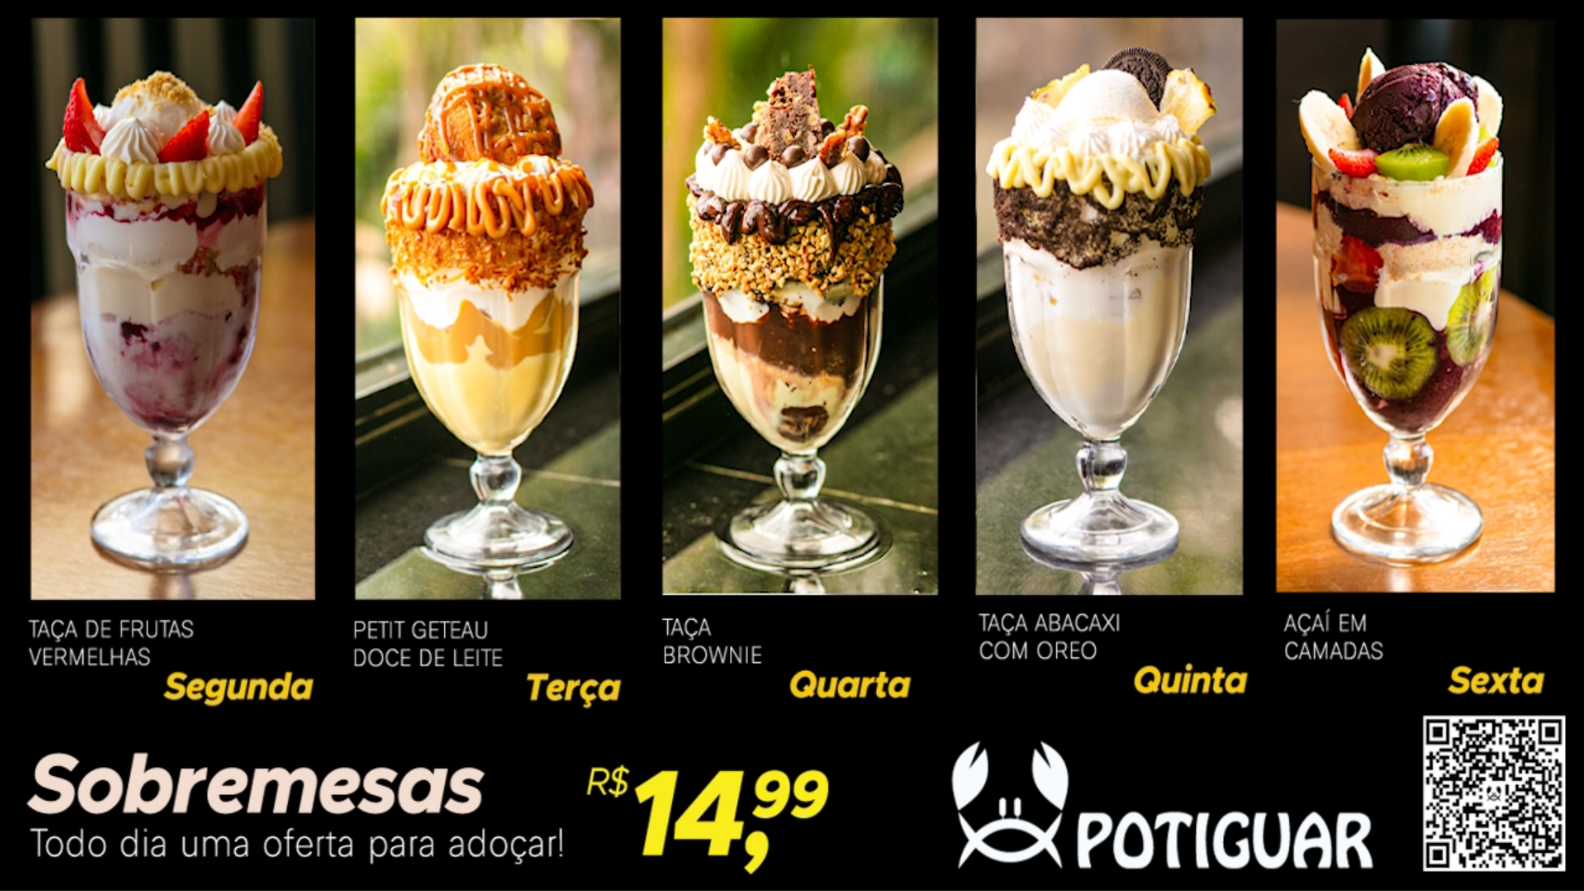 TAÇA DE FRUTAS
VERMELHAS
Segunda
PETIT GETEAU
DOCE DE LEITE
Terça
TAÇA
BROWNIE
Quarta
TAÇA ABACAXI
COM OREO
Quinta
AÇAÍ EM
CAMADAS
Sexta
Sobremesas
Todo dia uma oferta para adoçar!
R$14,99
POTIGUAR